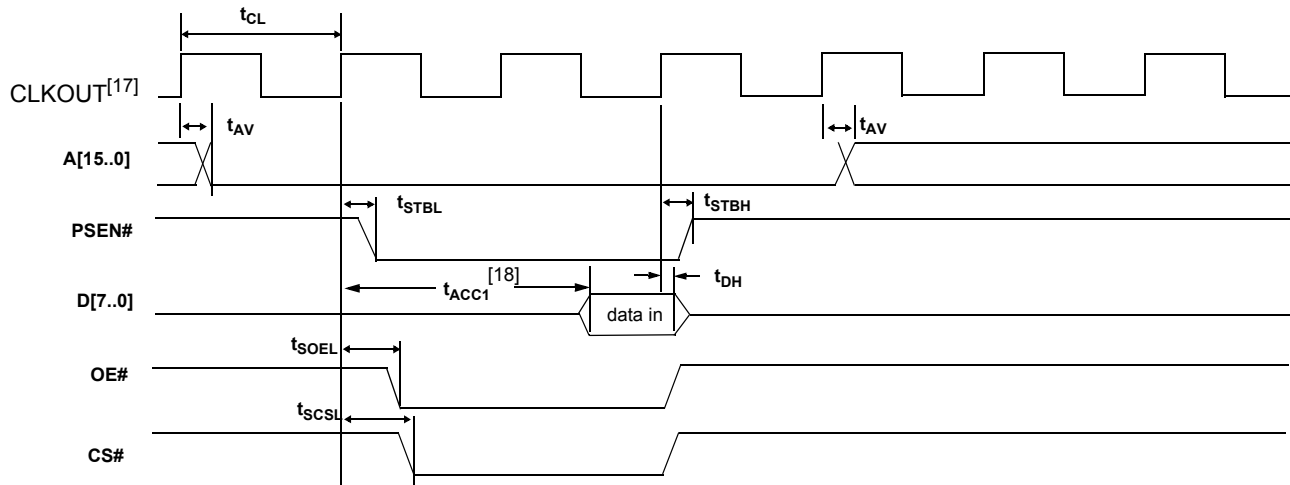 tCL
CLKOUT[17]
tAV
tAV
A[15..0]
tSTBL
tSTBH
PSEN#
[18]
tACC1
tDH
D[7..0]
data in
tSOEL
OE#
tSCSL
CS#